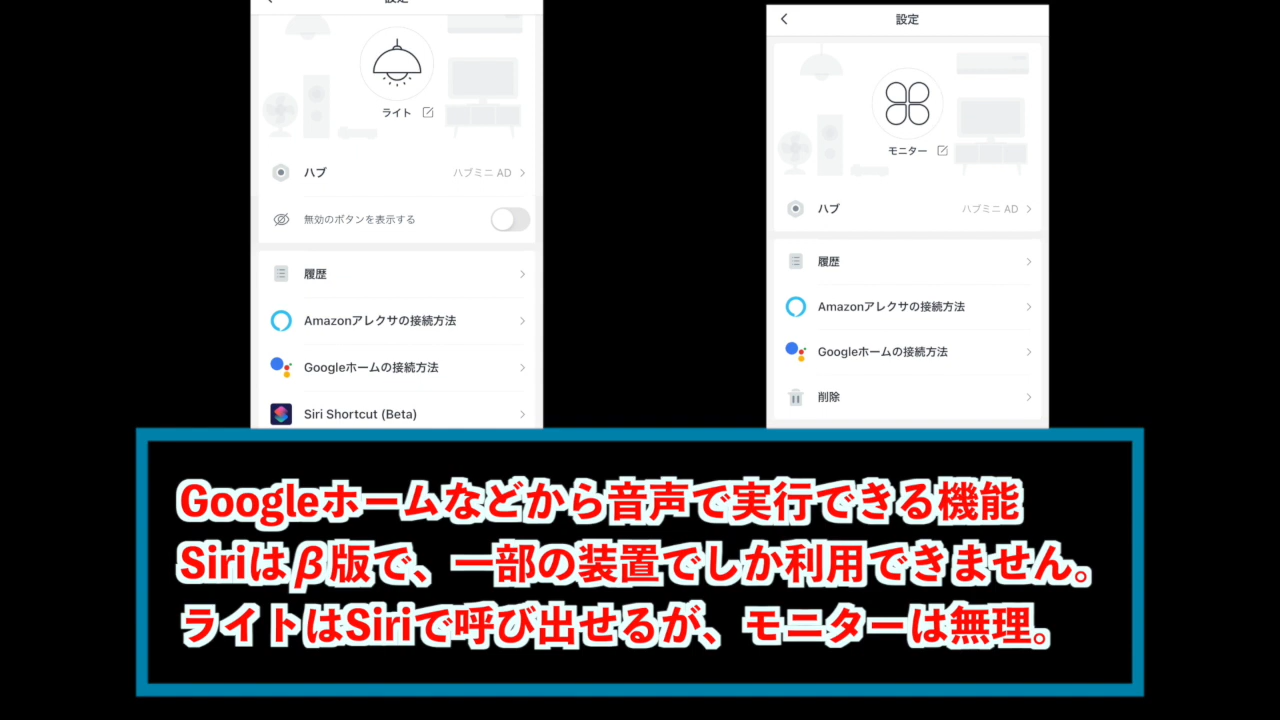 設定
ライト
ハブ
ハブミニ AD
無効のボタンを表示する
履歴
Amazonアレクサの接続方法
Googleホームの接続方法
Siri Shortcut (Beta)
設定
モニター
ハブ
ハブミニ AD
履歴
Amazonアレクサの接続方法
Googleホームの接続方法
削除
Googleホームなどから音声で実行できる機能
Siriはβ版で、一部の装置でしか利用できません。
ライトはSiriで呼び出せるが、モニターは無理。